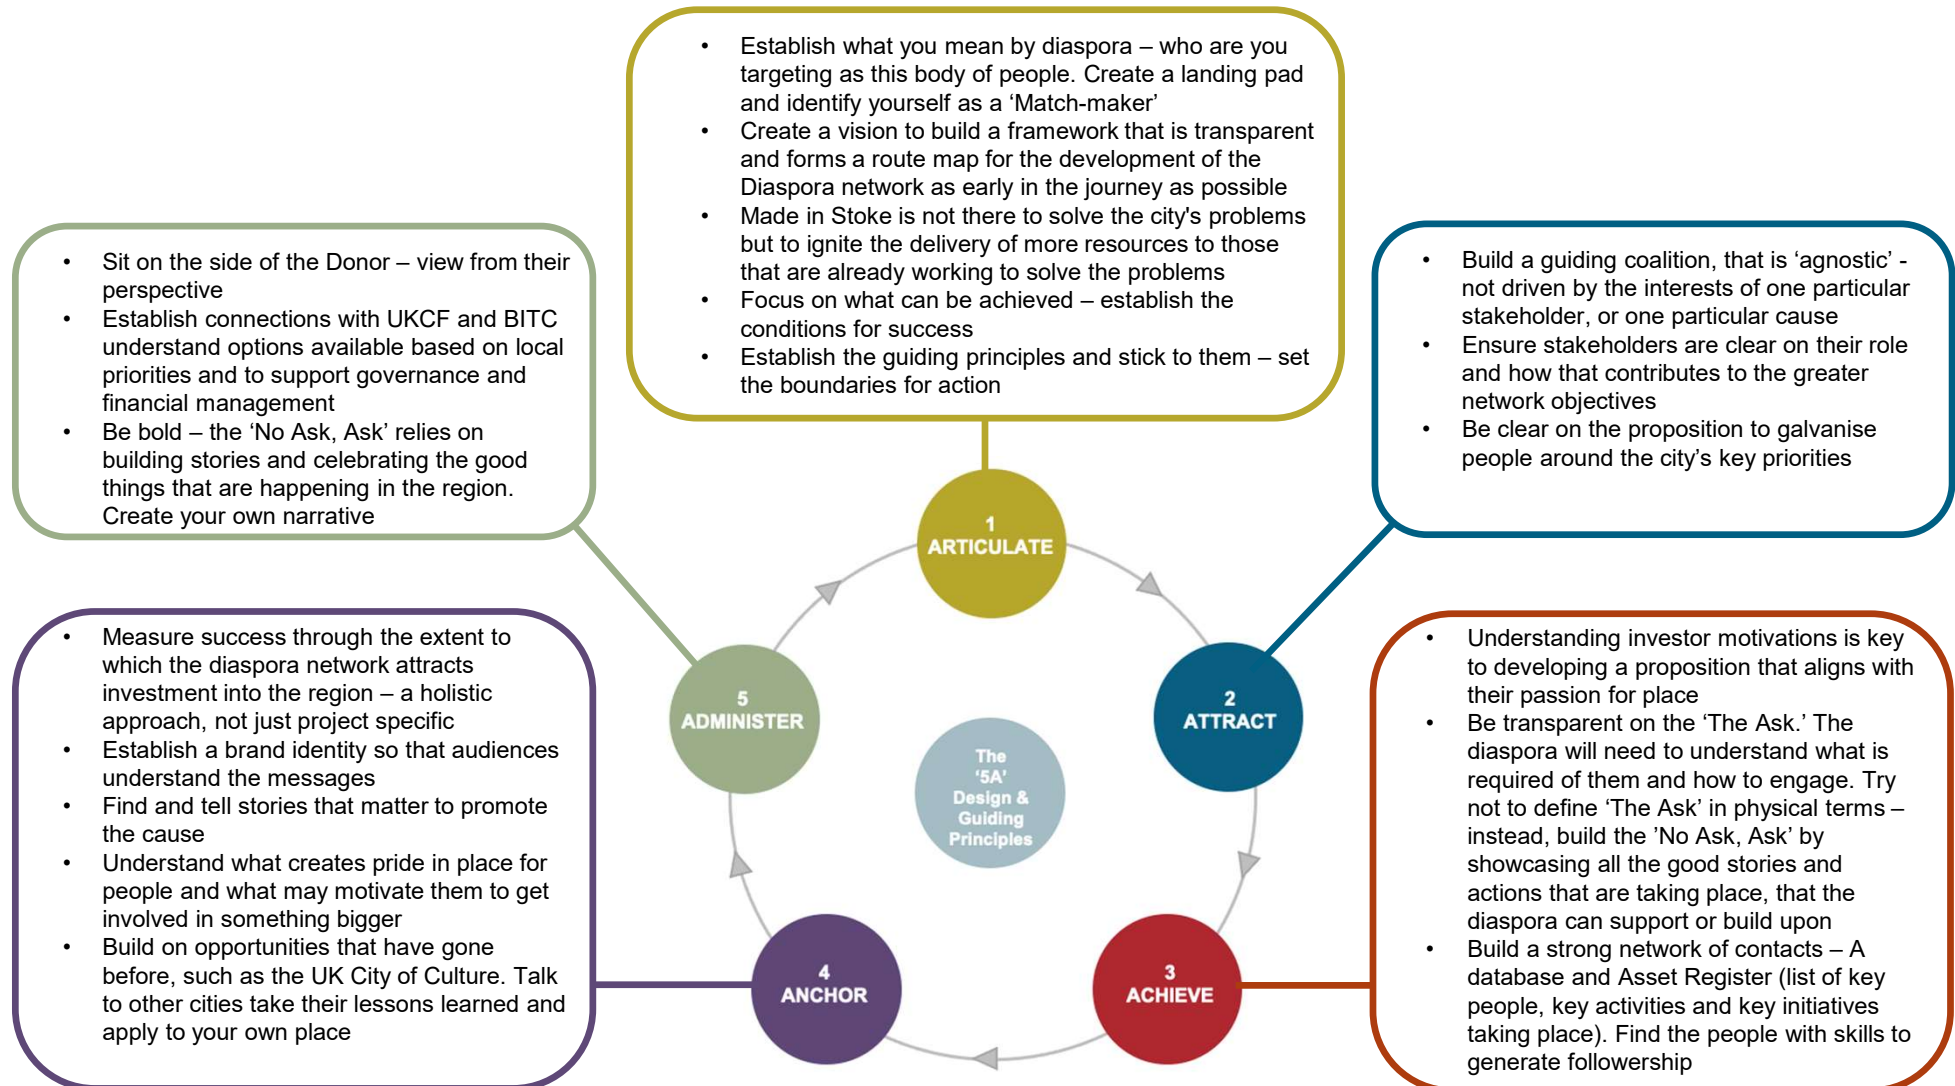 • Establish what you mean by diaspora – who are you
targeting as this body of people. Create a landing pad
and identify yourself as a ‘Match-maker’
• Create a vision to build a framework that is transparent
and forms a route map for the development of the
Diaspora network as early in the journey as possible
• Made in Stoke is not there to solve the city's problems
but to ignite the delivery of more resources to those
that are already working to solve the problems
• Focus on what can be achieved – establish the
conditions for success
• Establish the guiding principles and stick to them – set
the boundaries for action
• Build a guiding coalition, that is ‘agnostic’ -
not driven by the interests of one particular
stakeholder, or one particular cause
• Ensure stakeholders are clear on their role
and how that contributes to the greater
network objectives
• Be clear on the proposition to galvanise
people around the city’s key priorities
• Understanding investor motivations is key
to developing a proposition that aligns with
their passion for place
• Be transparent on the ‘The Ask.’ The
diaspora will need to understand what is
required of them and how to engage. Try
not to define ‘The Ask’ in physical terms –
instead, build the ’No Ask, Ask’ by
showcasing all the good stories and
actions that are taking place, that the
diaspora can support or build upon
• Build a strong network of contacts – A
database and Asset Register (list of key
people, key activities and key initiatives
taking place). Find the people with skills to
generate followership
• Measure success through the extent to
which the diaspora network attracts
investment into the region – a holistic
approach, not just project specific
• Establish a brand identity so that audiences
understand the messages
• Find and tell stories that matter to promote
the cause
• Understand what creates pride in place for
people and what may motivate them to get
involved in something bigger
• Build on opportunities that have gone
before, such as the UK City of Culture. Talk
to other cities take their lessons learned and
apply to your own place
• Sit on the side of the Donor – view from their
perspective
• Establish connections with UKCF and BITC
understand options available based on local
priorities and to support governance and
financial management
• Be bold – the ‘No Ask, Ask’ relies on
building stories and celebrating the good
things that are happening in the region.
Create your own narrative
1
ARTICULATE
2
ATTRACT
3
ACHIEVE
4
ANCHOR
5
ADMINISTER
The
‘5A’
Design &
Guiding
Principles